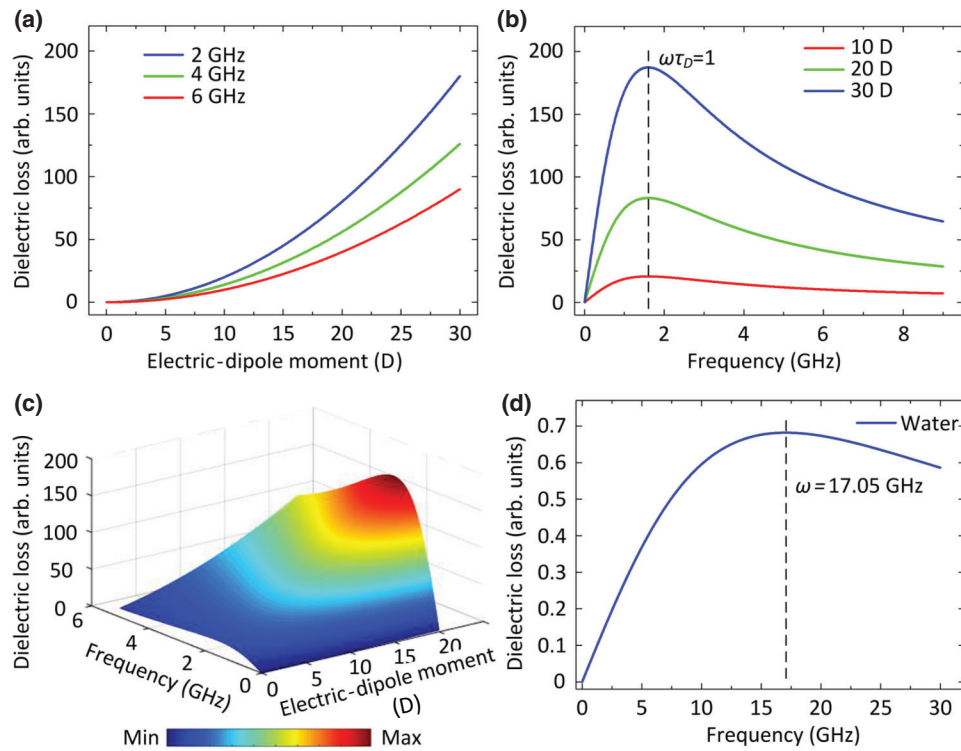 (a)
200
150
100
50
0
Dielectric loss (arb. units)
2 GHz
4 GHz
6 GHz
0 5 10 15 20 25 30
Electric-dipole moment (D)
(b)
200
150
100
50
0
Dielectric loss (arb. units)
ωτD=1
10 D
20 D
30 D
0 2 4 6 8
Frequency (GHz)
(c)
200
150
100
50
0
Dielectric loss (arb. units)
6 4 2 0
Frequency (GHz)
0 5 10 15 20
Electric-dipole moment
(D)
Min Max
(d)
0.7
0.6
0.5
0.4
0.3
0.2
0.1
0
Dielectric loss (arb. units)
Water
ω = 17.05 GHz
0 5 10 15 20 25 30
Frequency (GHz)